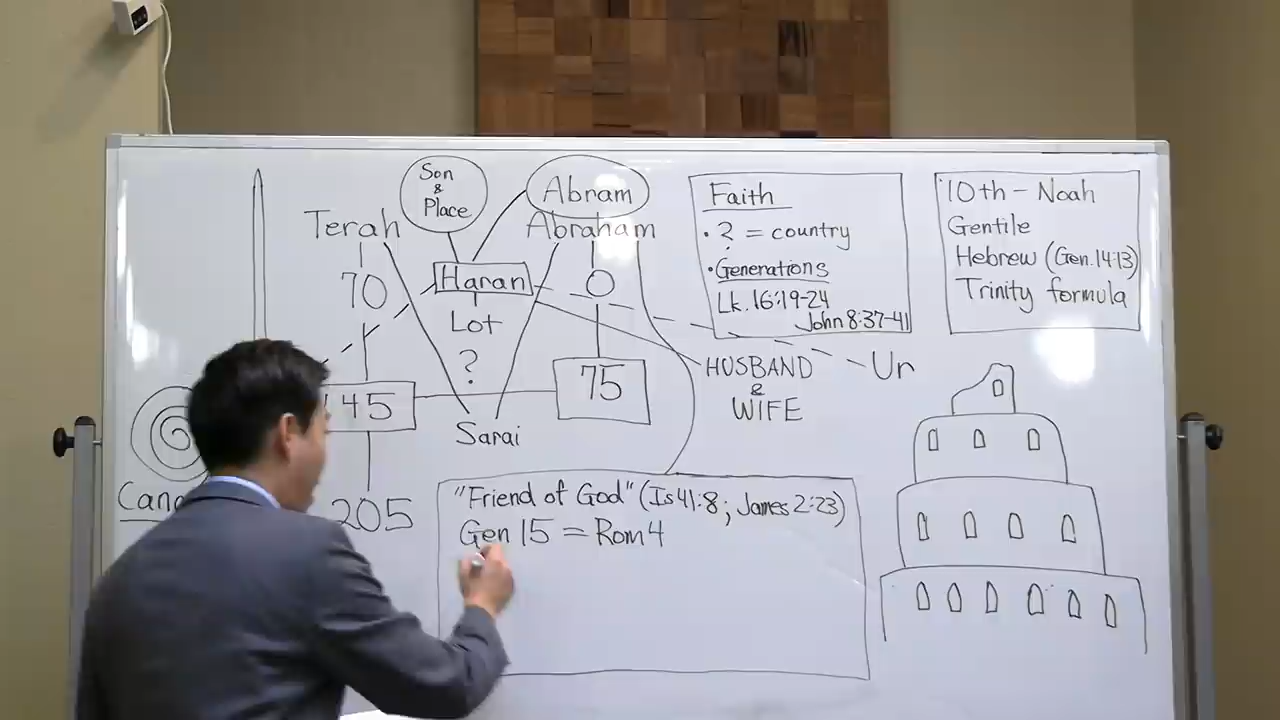 Son
&
Place
Abram
Terah
Abraham
70
Haran
0
Lot
?
145
75
Sarai
205
Faith
· ? = country
· Generations
Lk. 16:19-24
John 8:37-41
10th - Noah
Gentile
Hebrew (Gen. 14:13)
Trinity formula
HUSBAND
&
WIFE
Ur
"Friend of God" (Is 41:8; James 2:23)
Gen 15 = Rom 4